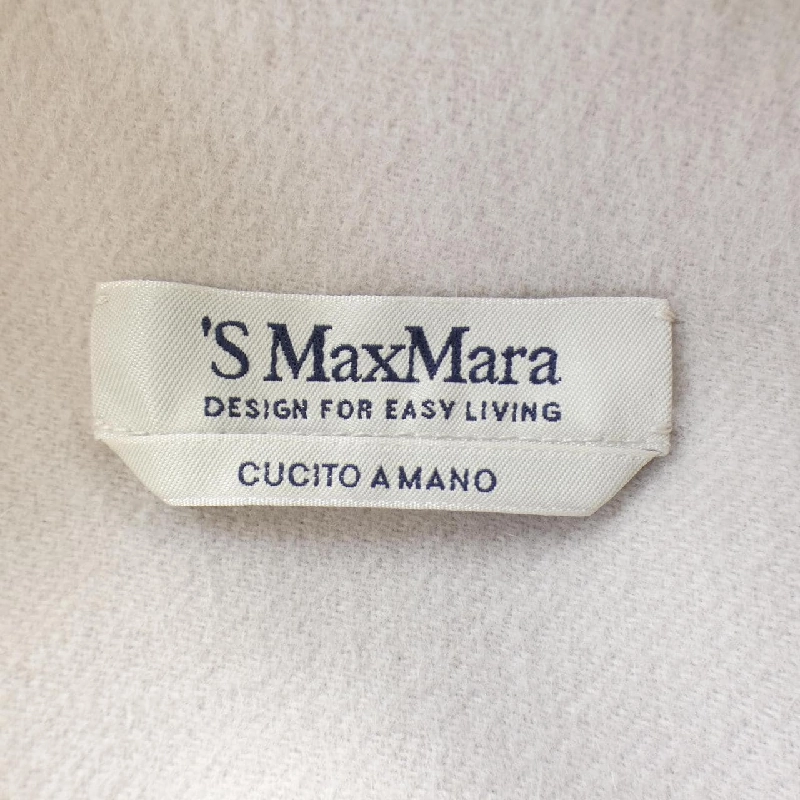 'S MaxMara
DESIGN FOR EASY LIVING
CUCITO A MANO